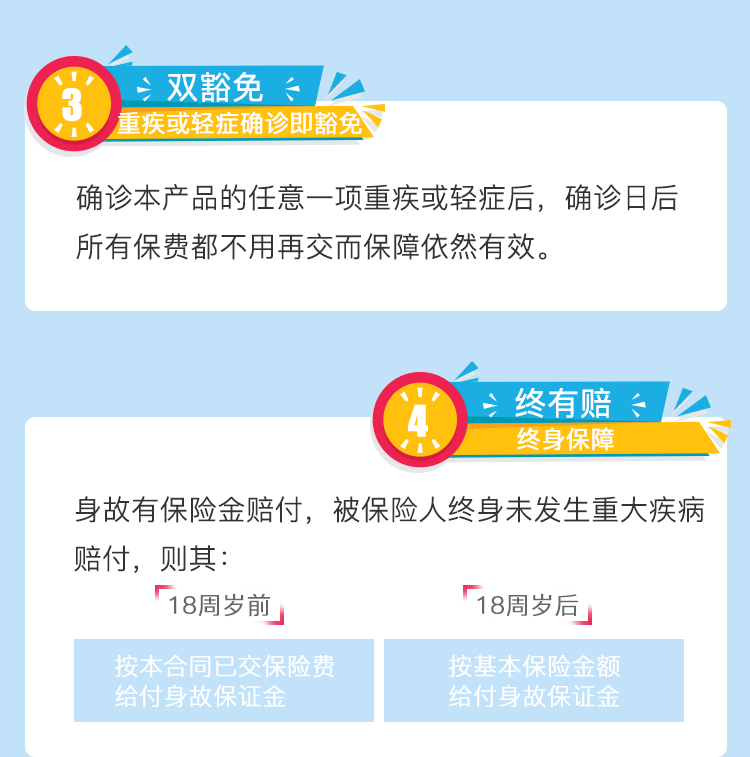 3
双豁免
重疾或轻症确诊即豁免
确诊本产品的任意一项重疾或轻症后，确诊日后
所有保费都不用再交而保障依然有效。
4
终有赔
终身保障
身故有保险金赔付，被保险人终身未发生重大疾病
赔付，则其：
18周岁前
18周岁后
按本合同已交保险费
给付身故保证金
按基本保险金额
给付身故保证金